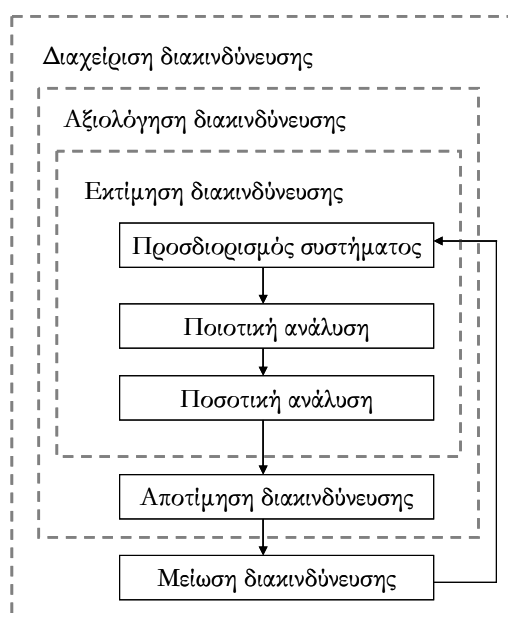 Διαχείριση διακινδύνευσης
Αξιολόγηση διακινδύνευσης
Εκτίμηση διακινδύνευσης
Προσδιορισμός συστήματος
Ποιοτική ανάλυση
Ποσοτική ανάλυση
Αποτίμηση διακινδύνευσης
Μείωση διακινδύνευσης